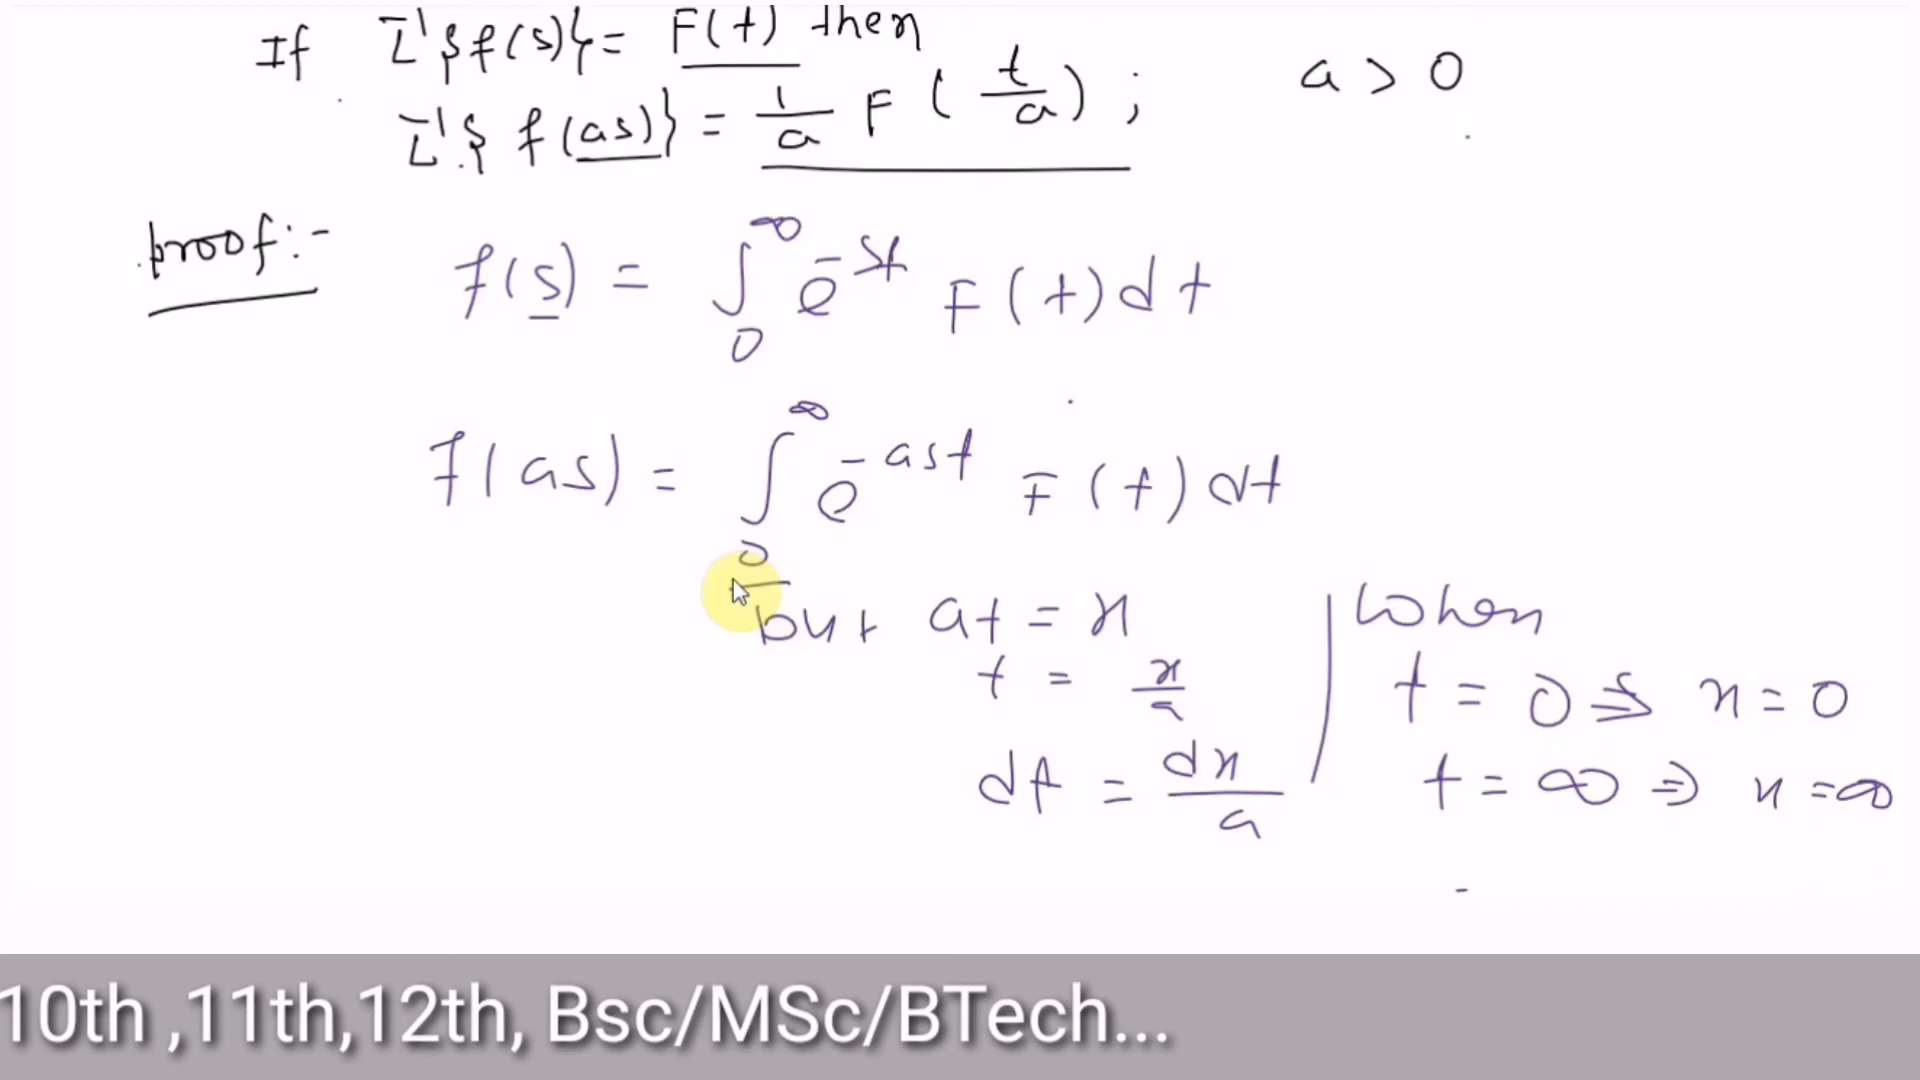 If L⁻¹{f(s)} = F(t) then
L⁻¹{f(as)} = 1/a F(t/a); a > 0
proof:-
f(s) = ∫₀^∞ e^-st F(t)dt
f(as) = ∫₀^∞ e^-ast F(t)dt
put at = x
t = x/a
dt = dx/a
When
t = 0 ⇒ x = 0
t = ∞ ⇒ x = ∞
10th ,11th,12th, Bsc/MSc/BTech...